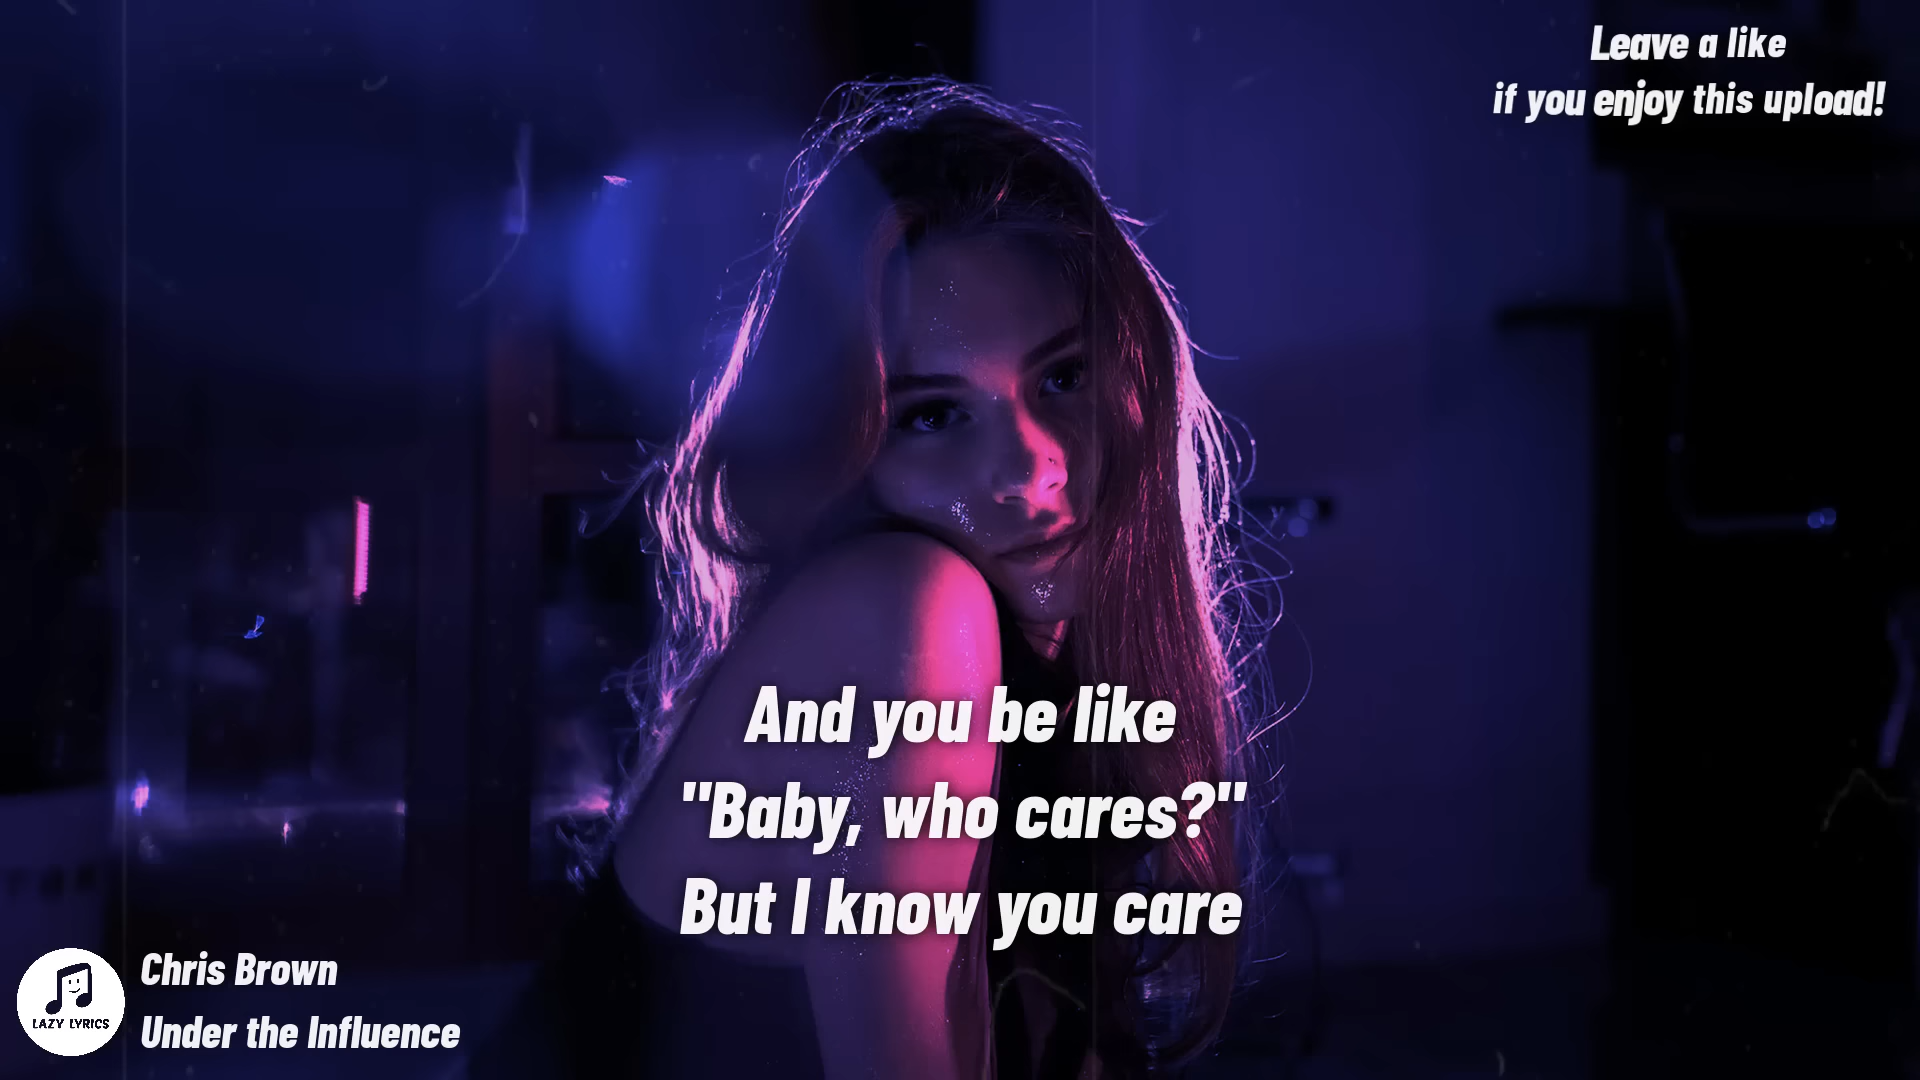 Leave a like
if you enjoy this upload!
And you be like
"Baby, who cares?"
But I know you care
Chris Brown
Under the Influence
LAZY LYRICS